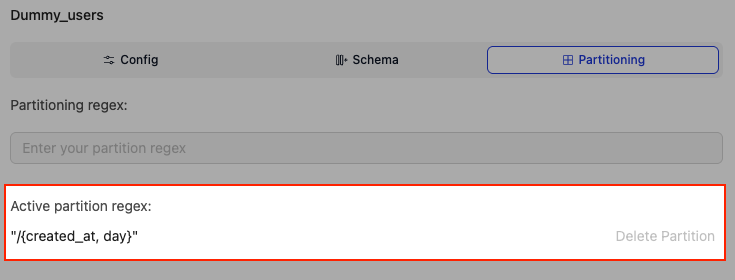 Dummy_users
Config Schema Partitioning
Partitioning regex:
Enter your partition regex
Active partition regex:
"/{created_at, day}" Delete Partition